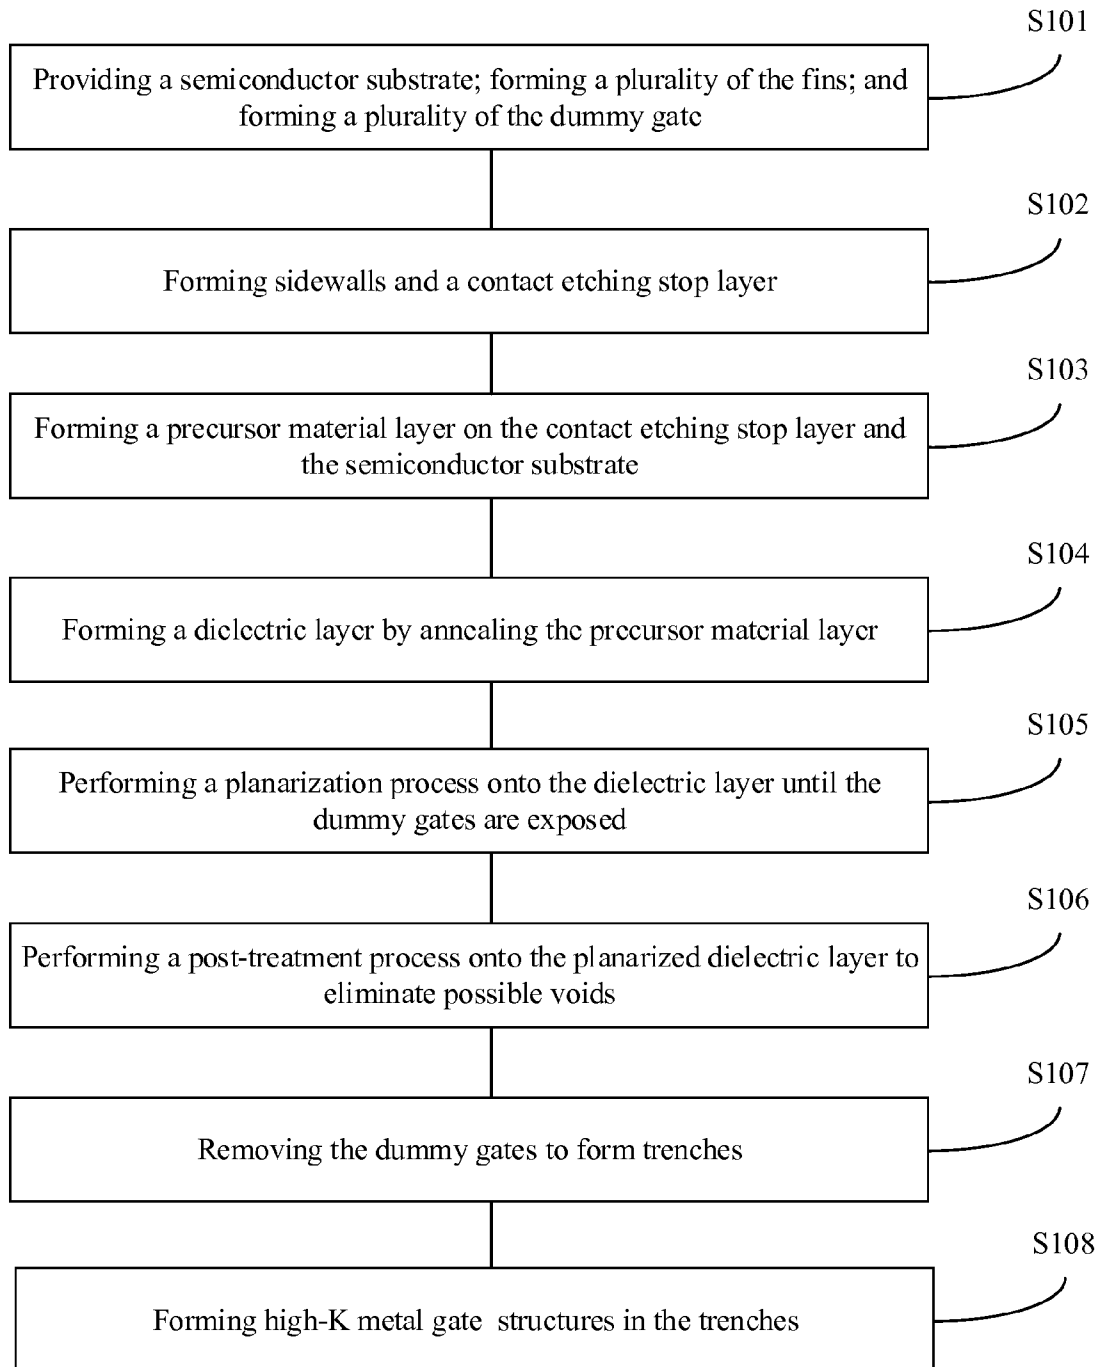 S101
Providing a semiconductor substrate; forming a plurality of the fins; and
forming a plurality of the dummy gate
S102
Forming sidewalls and a contact etching stop layer
S103
Forming a precursor material layer on the contact etching stop layer and
the semiconductor substrate
S104
Forming a dielectric layer by annealing the precursor material layer
S105
Performing a planarization process onto the dielectric layer until the
dummy gates are exposed
S106
Performing a post-treatment process onto the planarized dielectric layer to
eliminate possible voids
S107
Removing the dummy gates to form trenches
S108
Forming high-K metal gate structures in the trenches